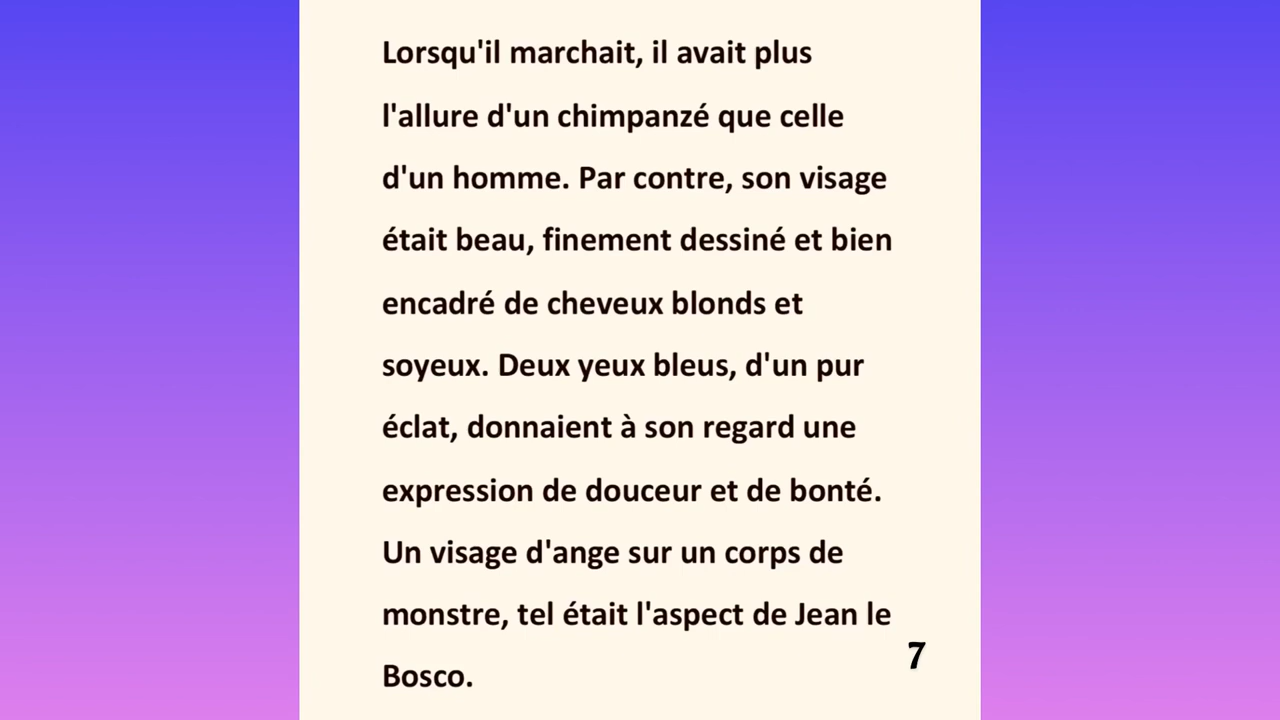 Lorsqu'il marchait, il avait plus
l'allure d'un chimpanzé que celle
d'un homme. Par contre, son visage
était beau, finement dessiné et bien
encadré de cheveux blonds et
soyeux. Deux yeux bleus, d'un pur
éclat, donnaient à son regard une
expression de douceur et de bonté.
Un visage d'ange sur un corps de
monstre, tel était l'aspect de Jean le
Bosco.
7